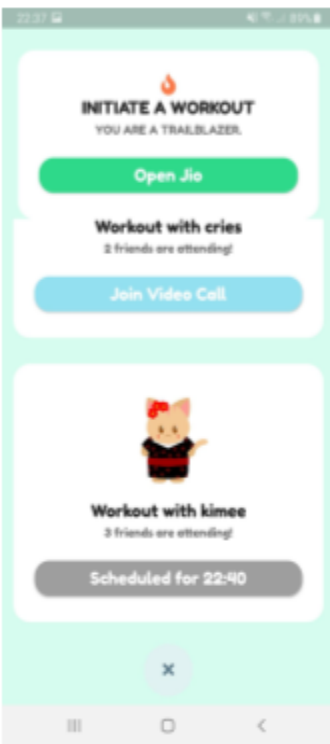 22:37
89%
INITIATE A WORKOUT
YOU ARE A TRAILBLAZER.
Open Jio
Workout with cries
2 friends are attending!
Join Video Call
Workout with kimee
3 friends are attending!
Scheduled for 22:40
×